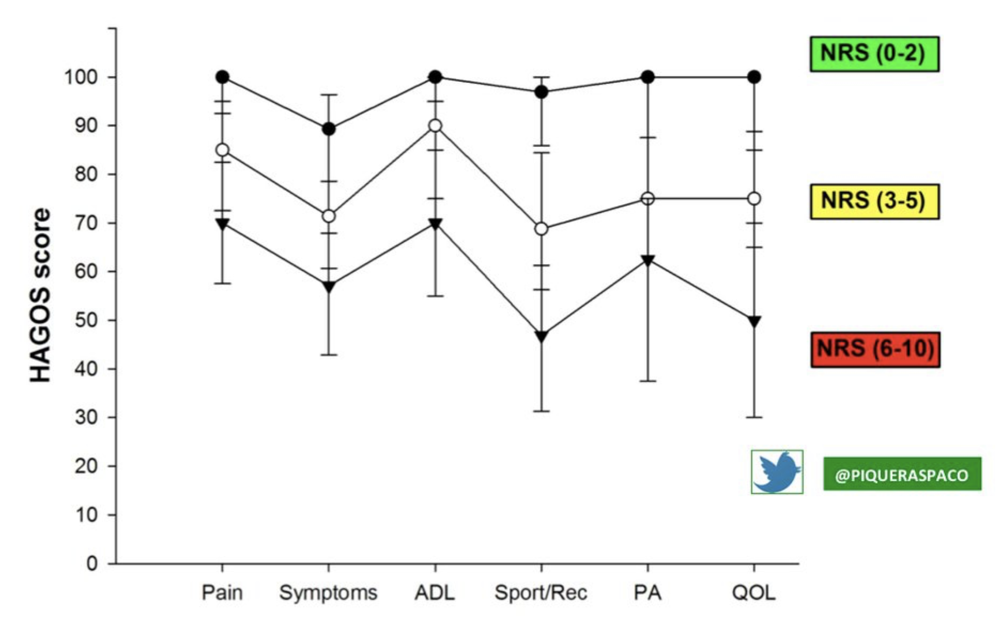 HAGOS score
100
90
80
70
60
50
40
30
20
10
0
Pain Symptoms ADL Sport/Rec PA QOL
NRS (0-2)
NRS (3-5)
NRS (6-10)
@PIQUERASPACO